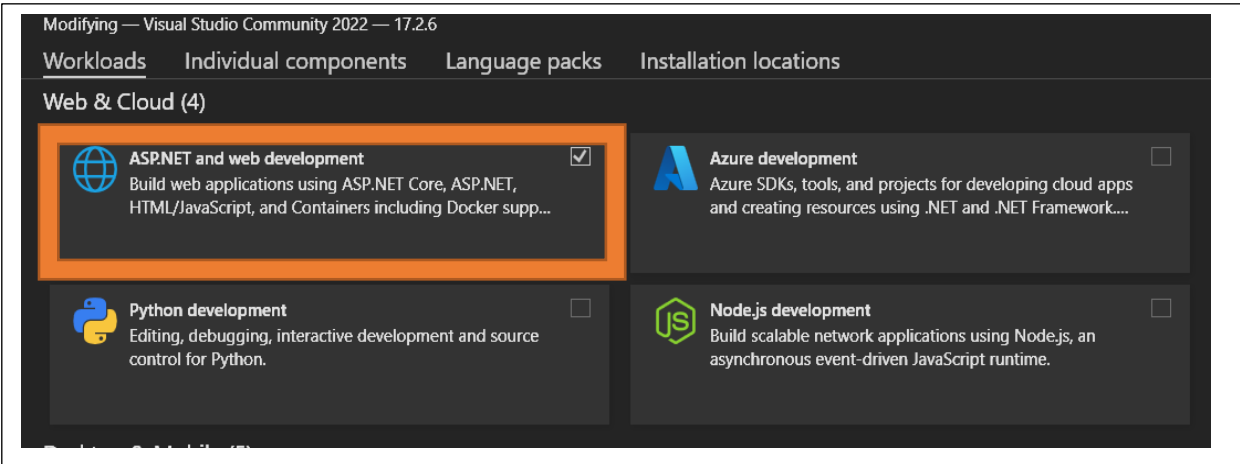 Modifying — Visual Studio Community 2022 — 17.2.6
Workloads Individual components Language packs Installation locations
Web & Cloud (4)
ASP.NET and web development
Build web applications using ASP.NET Core, ASP.NET,
HTML/JavaScript, and Containers including Docker supp...
Azure development
Azure SDKs, tools, and projects for developing cloud apps
and creating resources using .NET and .NET Framework....
Python development
Editing, debugging, interactive development and source
control for Python.
Node.js development
Build scalable network applications using Node.js, an
asynchronous event-driven JavaScript runtime.